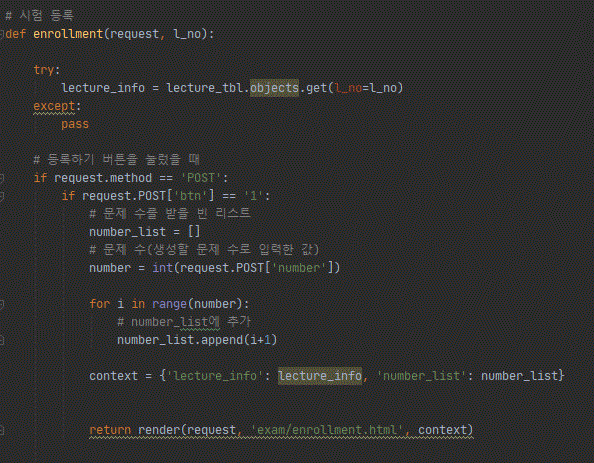 # 시험 등록
def enrollment(request, l_no):
try:
lecture_info = lecture_tbl.objects.get(l_no=l_no)
except:
pass
# 등록하기 버튼을 눌렀을 때
if request.method == 'POST':
if request.POST['btn'] == '1':
# 문제 수를 받을 빈 리스트
number_list = []
# 문제 수(생성할 문제 수로 입력한 값)
number = int(request.POST['number'])
for i in range(number):
# number_list에 추가
number_list.append(i+1)
context = {'lecture_info': lecture_info, 'number_list': number_list}
return render(request, 'exam/enrollment.html', context)